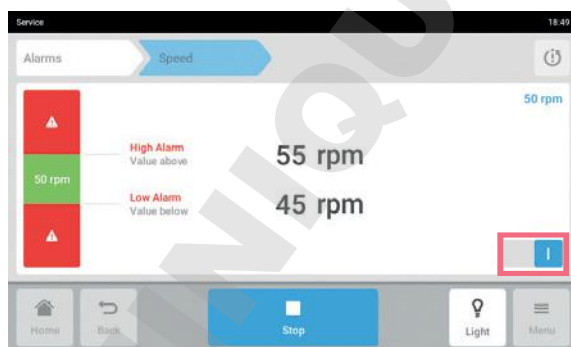 Service
18:49
Alarms
Speed
50 rpm
High Alarm
Value above
55 rpm
50 rpm
Low Alarm
Value below
45 rpm
I
Home
Back
Stop
Light
Menu